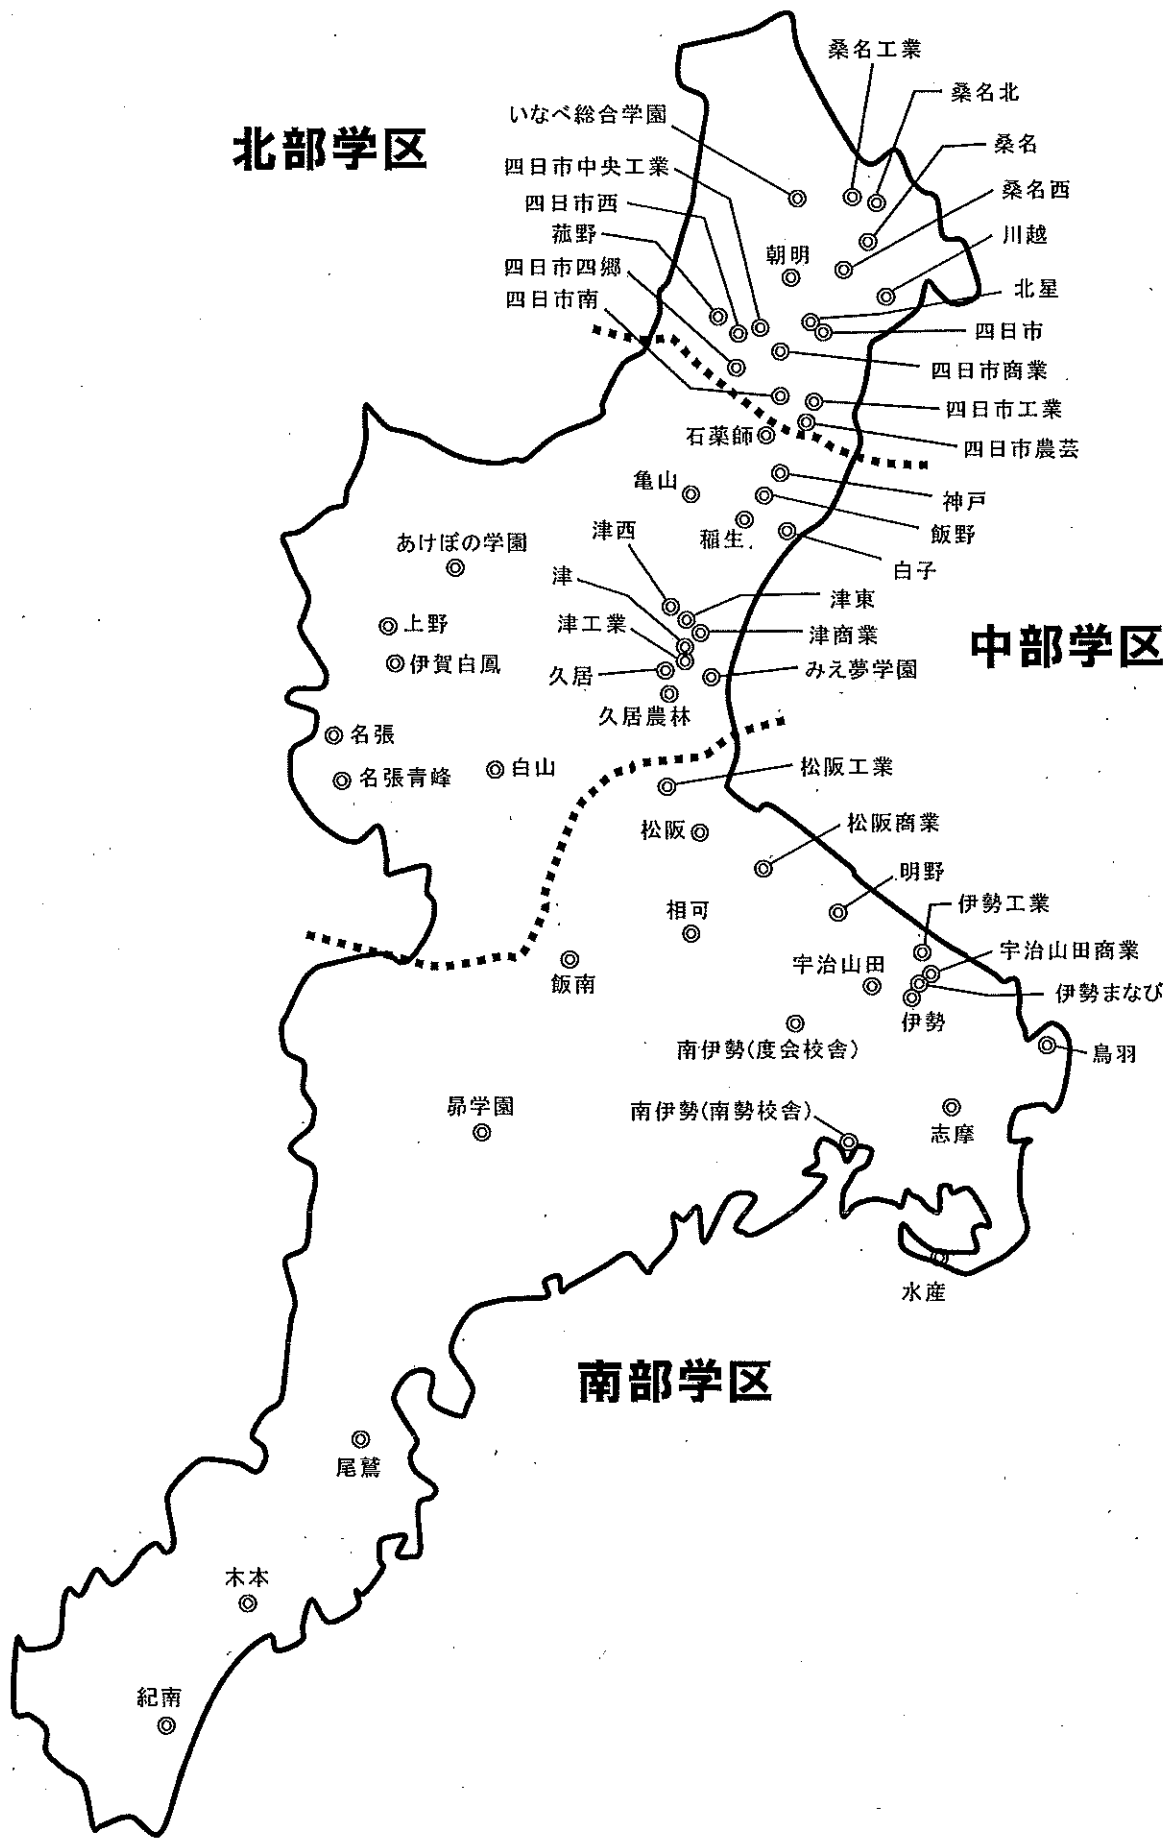 桑名工業
桑名北
いなべ総合学園
北部学区
桑名
四日市中央工業
桑名西
四日市西
菰野
川越
朝明
四日市四郷
北星
四日市南
四日市
四日市商業
四日市工業
石薬師
四日市農芸
亀山
神戸
津西
稲生
飯野
あけぼの学園
白子
津
津東
上野
津工業
津商業
中部学区
伊賀白鳳
久居
みえ夢学園
久居農林
名張
白山
松阪工業
名張青峰
松阪
松阪商業
明野
相可
伊勢工業
宇治山田
宇治山田商業
飯南
伊勢まなび
伊勢
南伊勢(度会校舎)
鳥羽
昴学園
南伊勢(南勢校舎)
志摩
水産
南部学区
尾鷲
木本
紀南